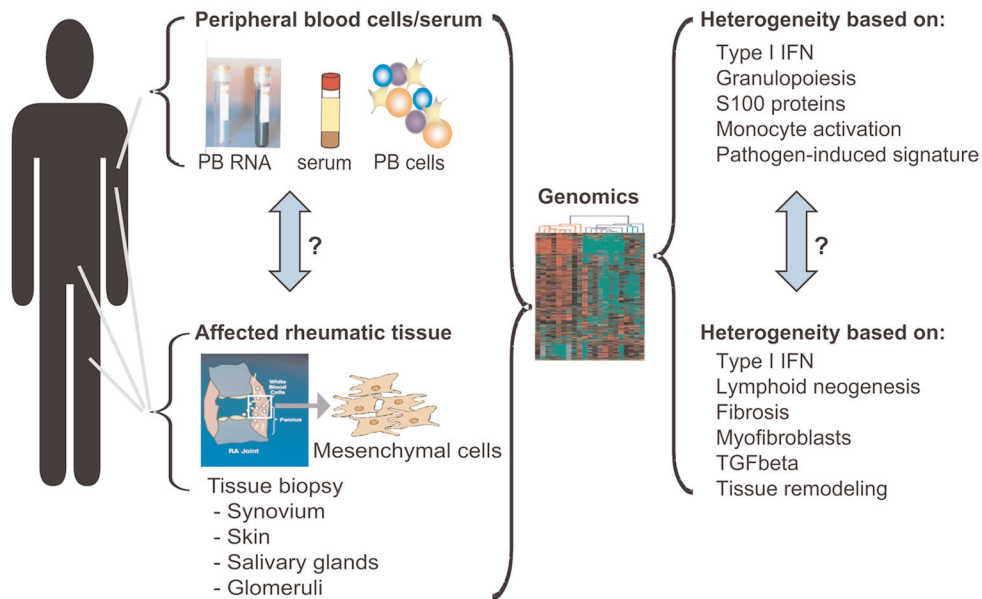 Peripheral blood cells/serum
PB RNA
serum
PB cells
?
Affected rheumatic tissue
White
Blood
Cells
Pannus
RA Joint
Mesenchymal cells
Tissue biopsy
- Synovium
- Skin
- Salivary glands
- Glomeruli
Genomics
Heterogeneity based on:
Type I IFN
Granulopoiesis
S100 proteins
Monocyte activation
Pathogen-induced signature
?
Heterogeneity based on:
Type I IFN
Lymphoid neogenesis
Fibrosis
Myofibroblasts
TGFbeta
Tissue remodeling